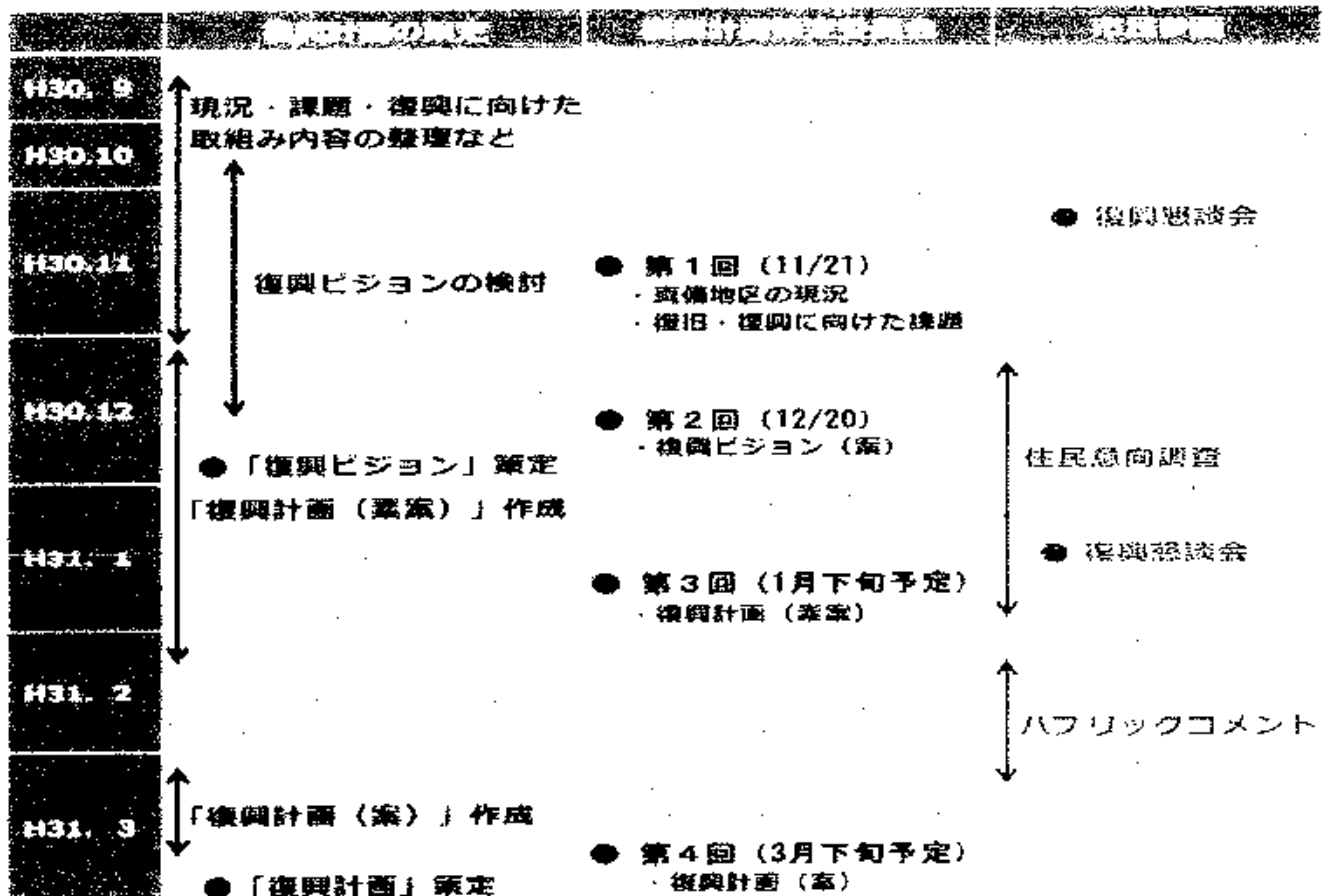 H30. 9
現況・課題・復興に向けた
取組み内容の整理など
H30.10
H30.11
復興ビジョンの検討
● 第1回 (11/21)
・真備地区の現況
・復旧・復興に向けた課題
● 復興懇談会
H30.12
● 第2回 (12/20)
・復興ビジョン (案)
●「復興ビジョン」策定
「復興計画 (素案)」作成
住民意向調査
H31. 1
● 復興懇談会
● 第3回 (1月下旬予定)
・復興計画 (素案)
H31. 2
パブリックコメント
H31. 3
「復興計画 (案)」作成
●「復興計画」策定
● 第4回 (3月下旬予定)
・復興計画 (案)